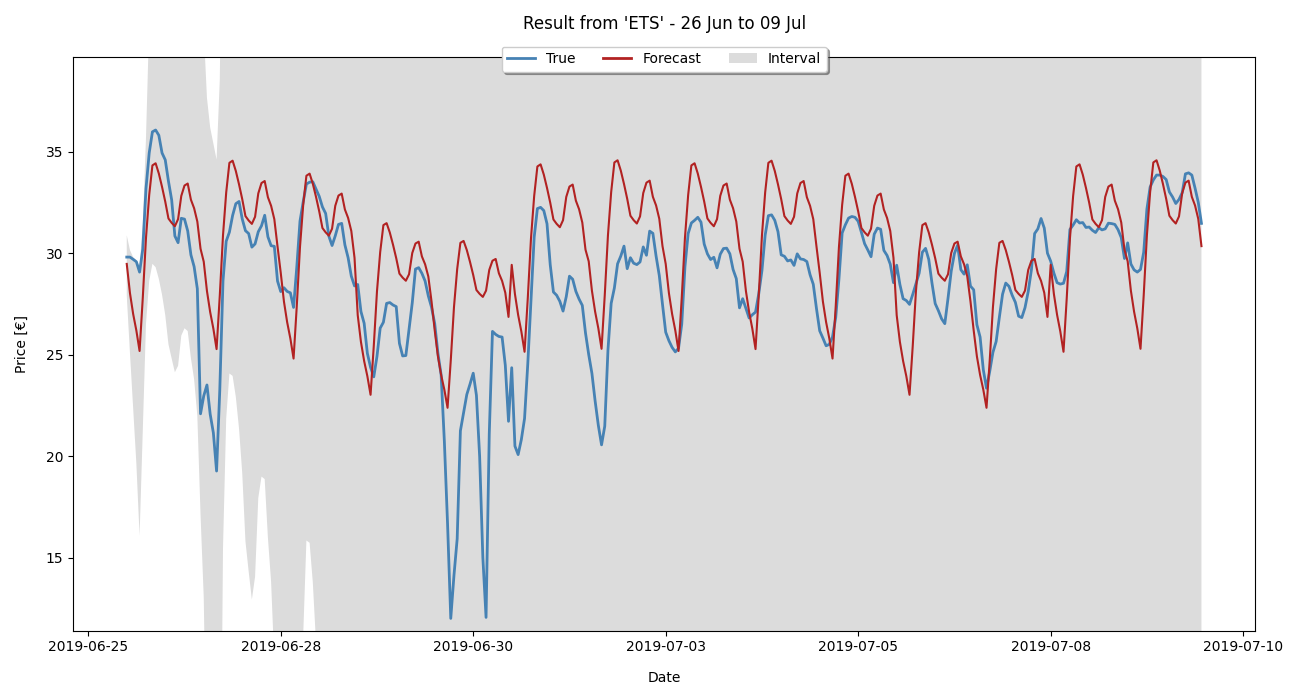 Result from 'ETS' - 26 Jun to 09 Jul
True Forecast Interval
Price [€]
35
30
25
20
15
2019-06-25 2019-06-28 2019-06-30 2019-07-03 2019-07-05 2019-07-08 2019-07-10
Date